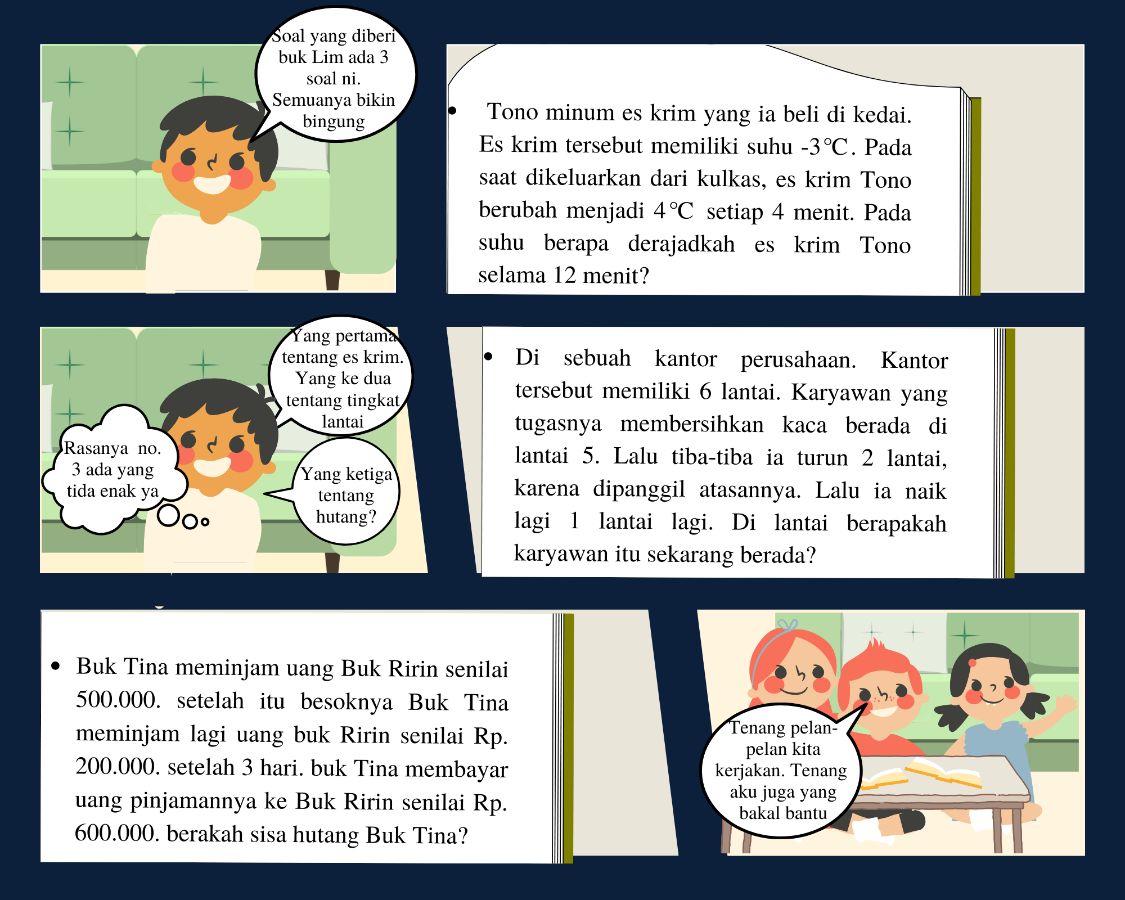 Soal yang diberi
buk Lim ada 3
soal ni.
Semuanya bikin
bingung
• Tono minum es krim yang ia beli di kedai.
Es krim tersebut memiliki suhu -3℃. Pada
saat dikeluarkan dari kulkas, es krim Tono
berubah menjadi 4℃ setiap 4 menit. Pada
suhu berapa derajadkah es krim Tono
selama 12 menit?
Yang pertama
tentang es krim.
Yang ke dua
tentang tingkat
lantai
Rasanya no.
3 ada yang
tida enak ya
Yang ketiga
tentang
hutang?
• Di sebuah kantor perusahaan. Kantor
tersebut memiliki 6 lantai. Karyawan yang
tugasnya membersihkan kaca berada di
lantai 5. Lalu tiba-tiba ia turun 2 lantai,
karena dipanggil atasannya. Lalu ia naik
lagi 1 lantai lagi. Di lantai berapakah
karyawan itu sekarang berada?
• Buk Tina meminjam uang Buk Ririn senilai
500.000. setelah itu besoknya Buk Tina
meminjam lagi uang buk Ririn senilai Rp.
200.000. setelah 3 hari. buk Tina membayar
uang pinjamannya ke Buk Ririn senilai Rp.
600.000. berakah sisa hutang Buk Tina?
Tenang pelan-
pelan kita
kerjakan. Tenang
aku juga yang
bakal bantu